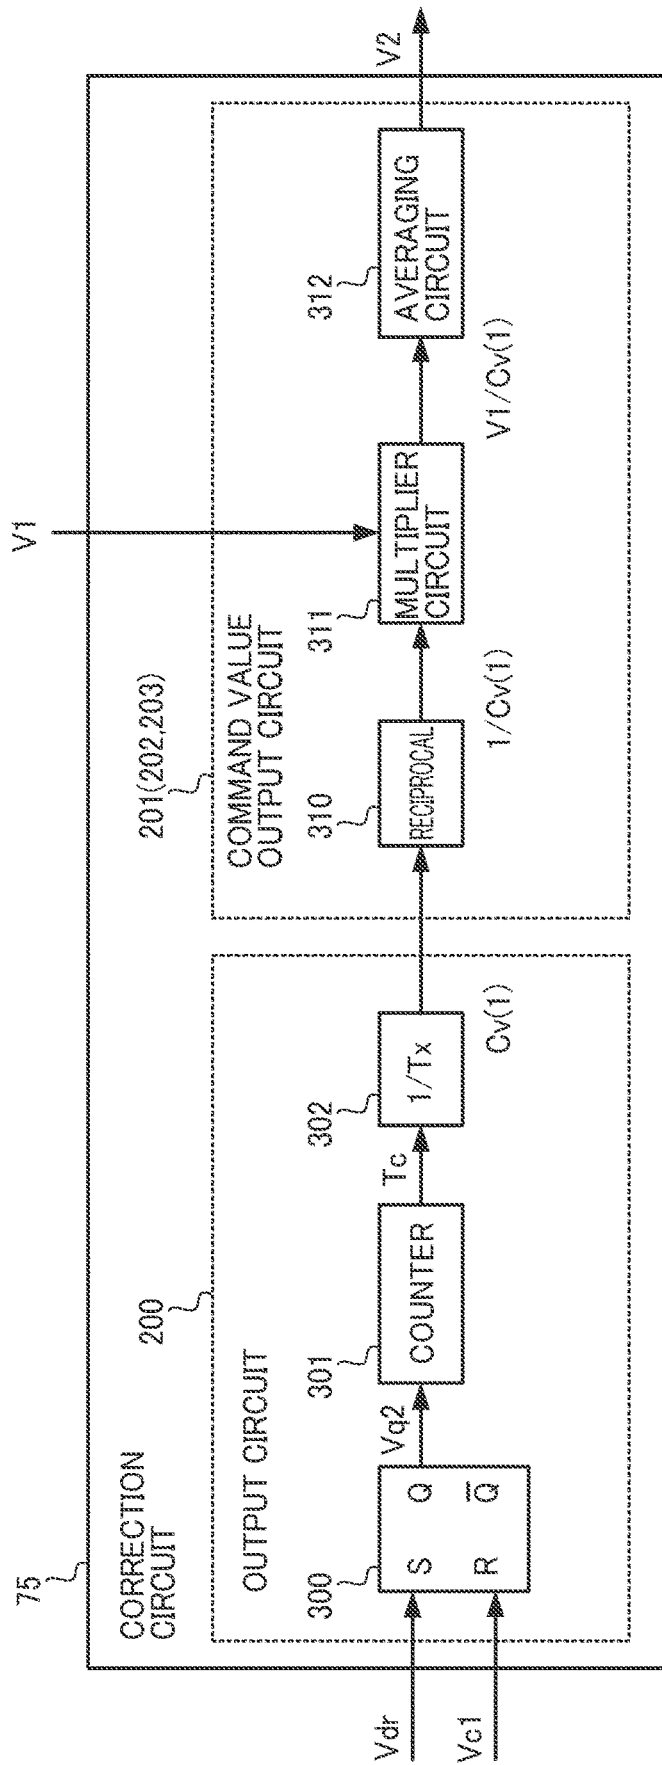 75
CORRECTION
CIRCUIT
200
OUTPUT CIRCUIT
Vdr
Vc1
300
S
Q
R
Q̅
Vq2
301
COUNTER
Tc
302
1/Tx
Cv(1)
201(202,203)
COMMAND VALUE
OUTPUT CIRCUIT
310
RECIPROCAL
1/Cv(1)
V1
311
MULTIPLIER
CIRCUIT
V1/Cv(1)
312
AVERAGING
CIRCUIT
V2